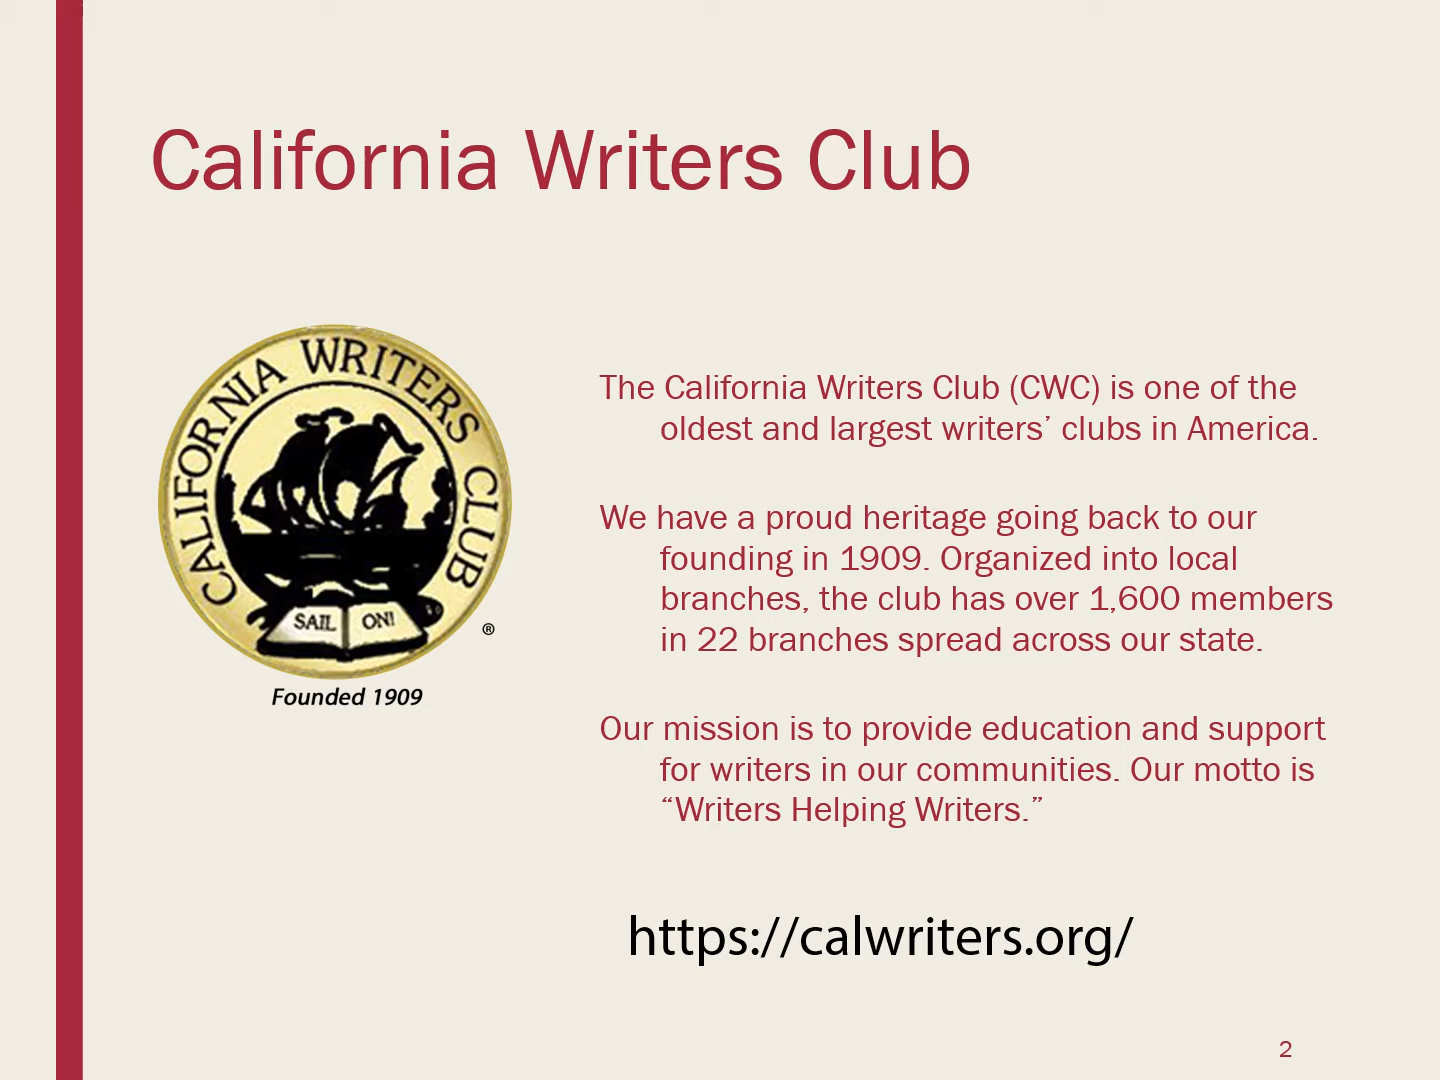 California Writers Club
CALIFORNIA WRITERS CLUB
SAIL ON!
®
Founded 1909
The California Writers Club (CWC) is one of the
oldest and largest writers’ clubs in America.
We have a proud heritage going back to our
founding in 1909. Organized into local
branches, the club has over 1,600 members
in 22 branches spread across our state.
Our mission is to provide education and support
for writers in our communities. Our motto is
“Writers Helping Writers.”
https://calwriters.org/
2